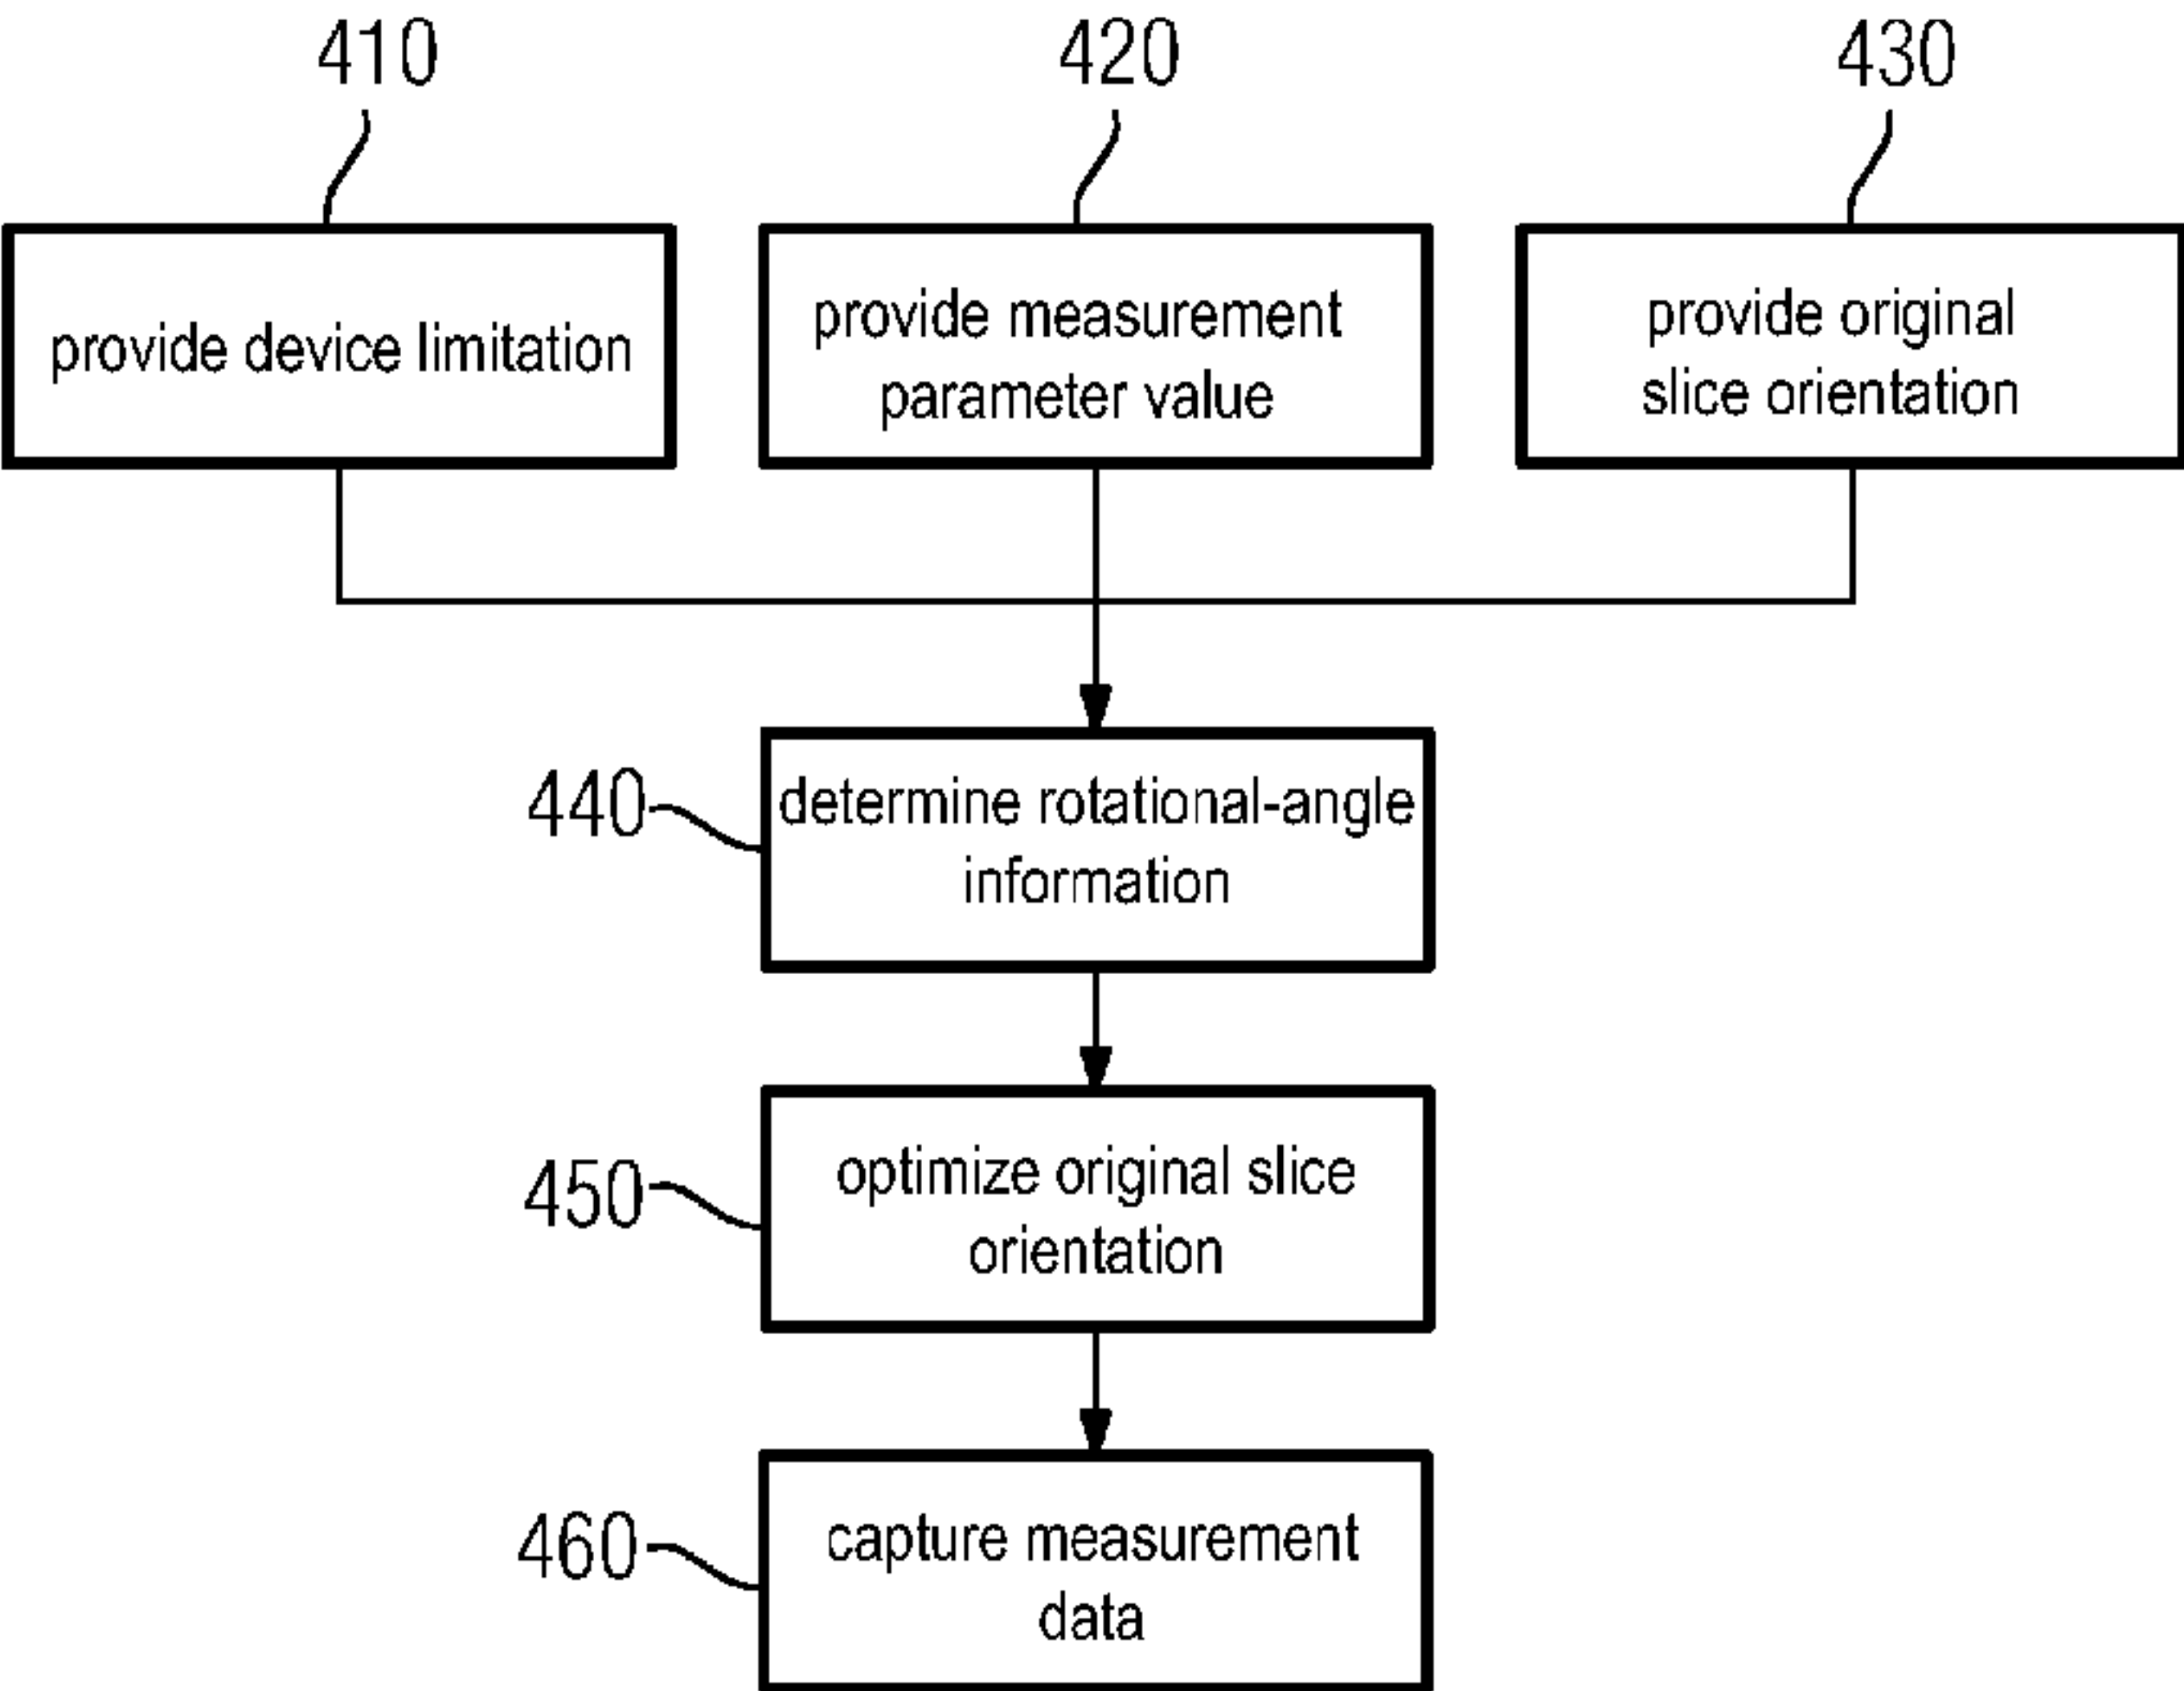 410
420
430
provide device limitation
provide measurement
parameter value
provide original
slice orientation
440
determine rotational-angle
information
450
optimize original slice
orientation
460
capture measurement
data